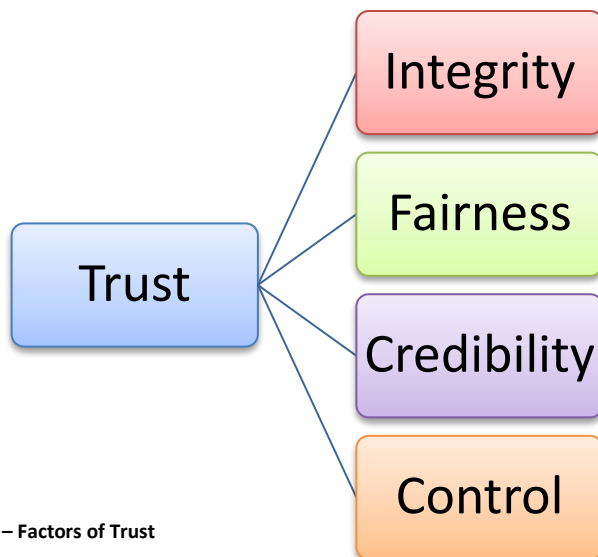 Integrity
Fairness
Trust
Credibility
Control
– Factors of Trust